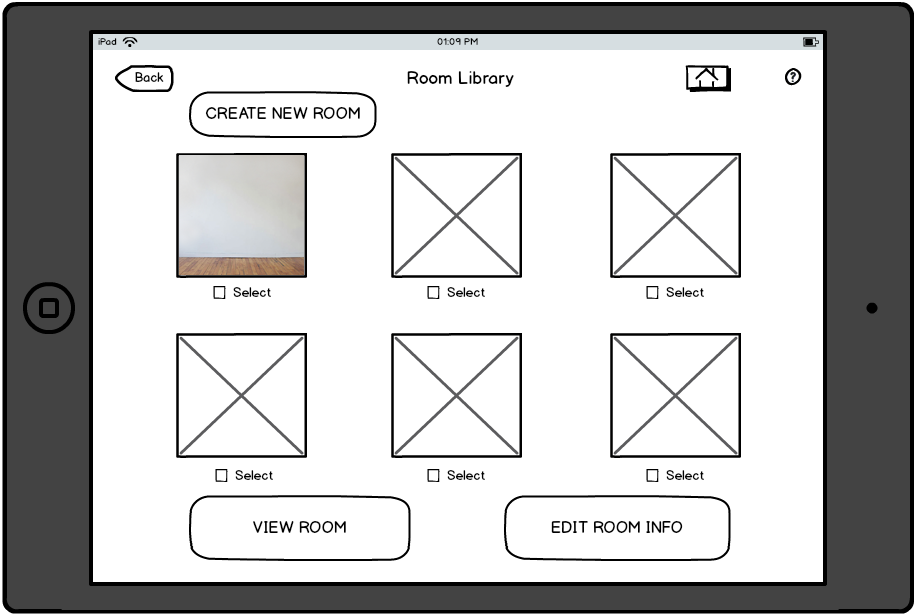 iPad 01:09 PM
Back Room Library ?
CREATE NEW ROOM
Select Select Select
Select Select Select
VIEW ROOM EDIT ROOM INFO